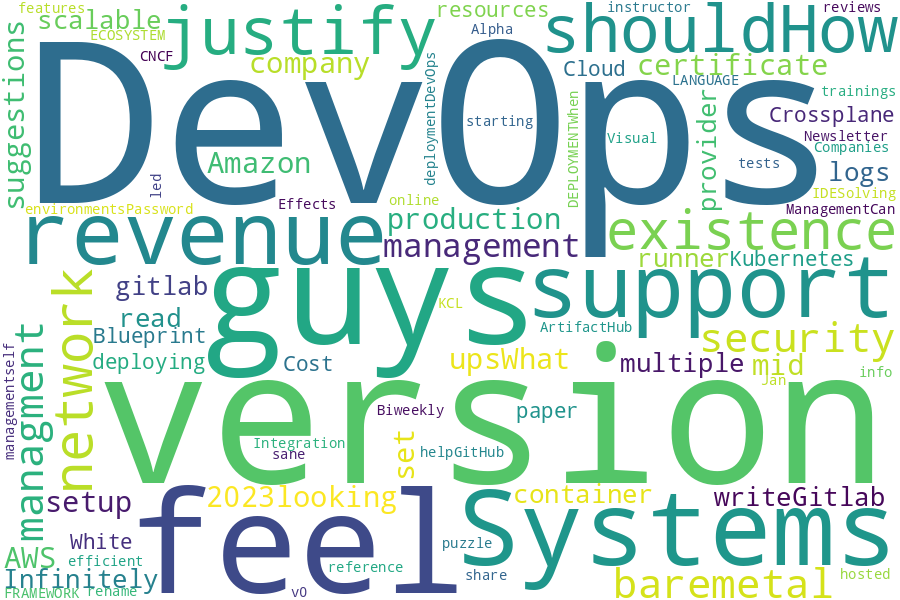 features
instructor
reviews
scalable
justify
resources
shouldHow
ECOSYSTEM
Alpha
CNCF
company
Cloud
certificate
LANGUAGE
suggestions
DevOps
deploymentDevOps
trainings
DEPLOYMENTWhen
provider
Crossplane
starting
Visual
Newsletter
Companies
Amazon
tests
logs
led
IDESolving
environmentsPassword
Effects
online
ManagementCan
revenue
production
existence
management
runner
Kubernetes
network
gitlab
guys
support
KCL
read
ArtifactHub
Blueprint
security
managment
managementself
deploying
Cost
upsWhat
multiple
mid
info
Jan
version
Biweekly
paper
Integration
set
sane
helpGitHub
feel
2023looking
Systems
container
writeGitlab
setup
White
puzzle
AWS
efficient
reference
share
Infinitely
baremetal
hosted
FRAMEWORK
rename
v0